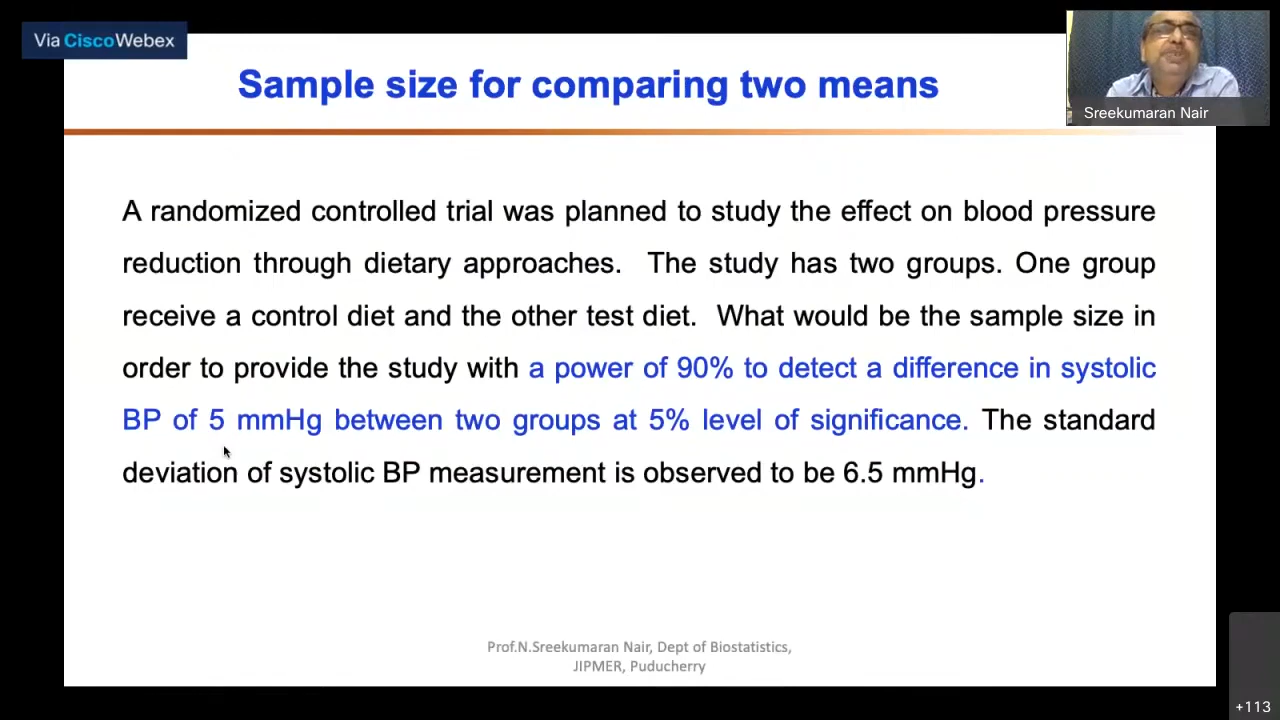 Via CiscoWebex
Sample size for comparing two means
Sreekumaran Nair
A randomized controlled trial was planned to study the effect on blood pressure
reduction through dietary approaches. The study has two groups. One group
receive a control diet and the other test diet. What would be the sample size in
order to provide the study with a power of 90% to detect a difference in systolic
BP of 5 mmHg between two groups at 5% level of significance. The standard
deviation of systolic BP measurement is observed to be 6.5 mmHg.
Prof.N.Sreekumaran Nair, Dept of Biostatistics,
JIPMER, Puducherry
+113